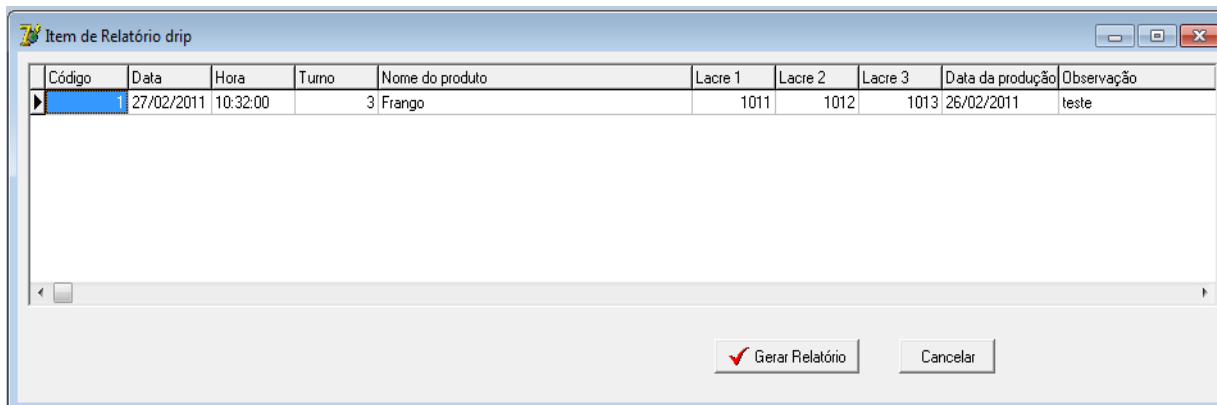 Item de Relatório drip
Código Data Hora Turno Nome do produto Lacre 1 Lacre 2 Lacre 3 Data da produção Observação
1 27/02/2011 10:32:00 3 Frango 1011 1012 1013 26/02/2011 teste
Gerar Relatório Cancelar